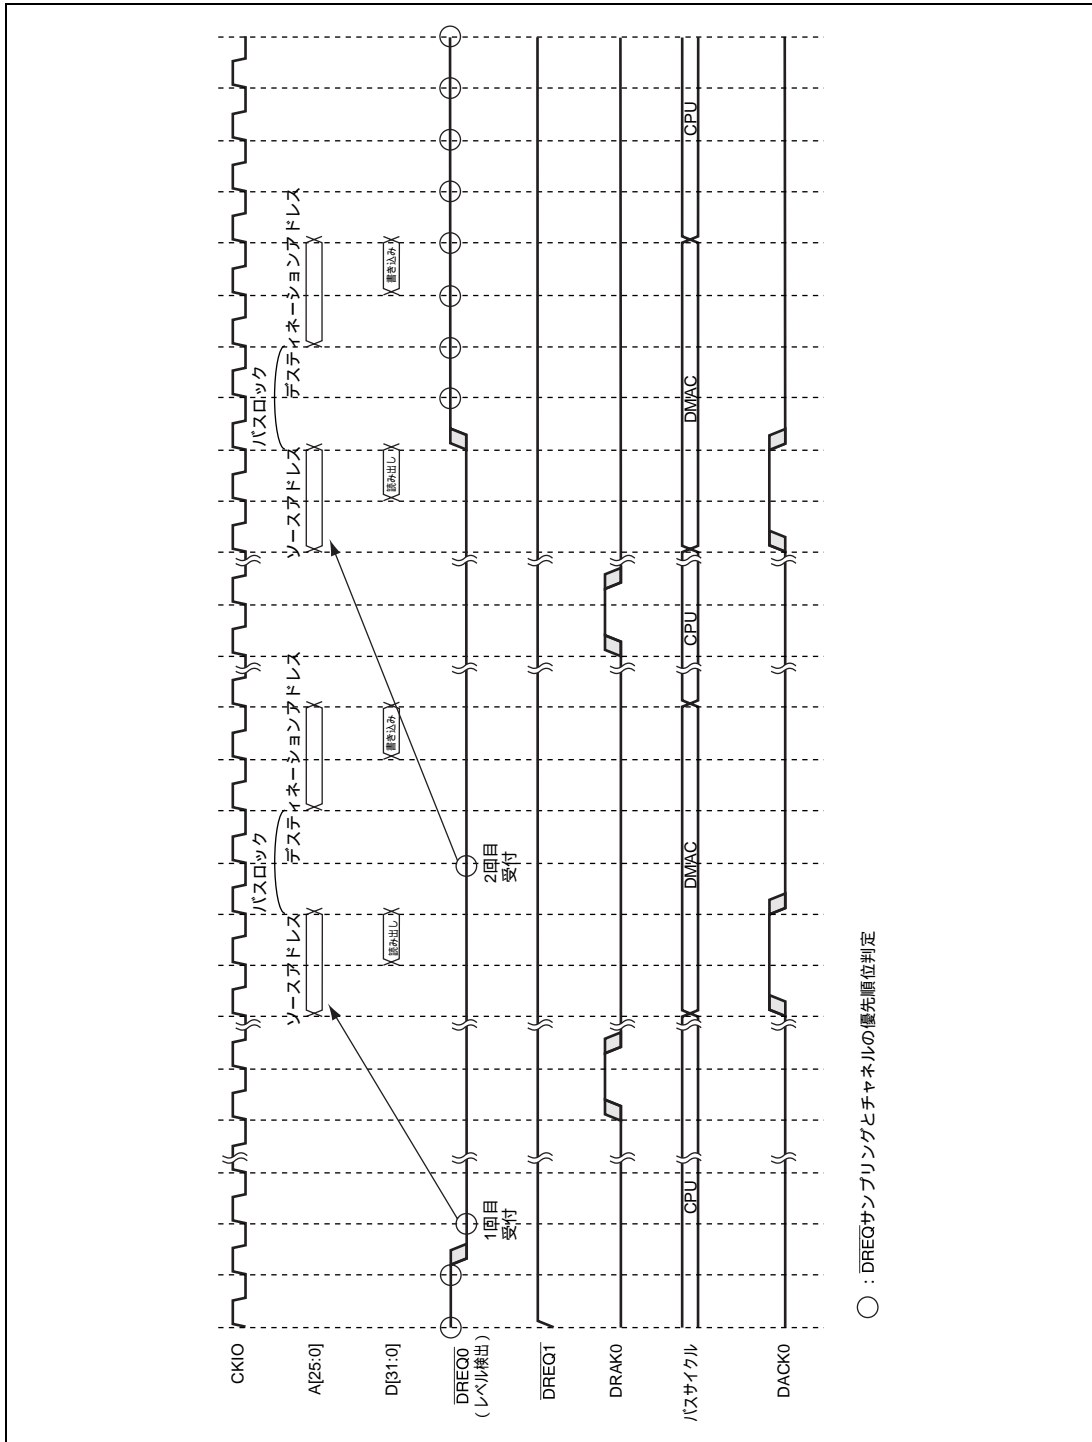 CKIO
バスロック
バスロック
ソースアドレス
デスティネーションアドレス
ソースアドレス
デスティネーションアドレス
A[25:0]
D[31:0]
読み出し
書き込み
読み出し
書き込み
DREQ0
(レベル検出)
1回目
受付
2回目
受付
DREQ1
DRAK0
バスサイクル
CPU
DMAC
CPU
DMAC
CPU
DACK0
○ : DREQサンプリングとチャネルの優先順位判定